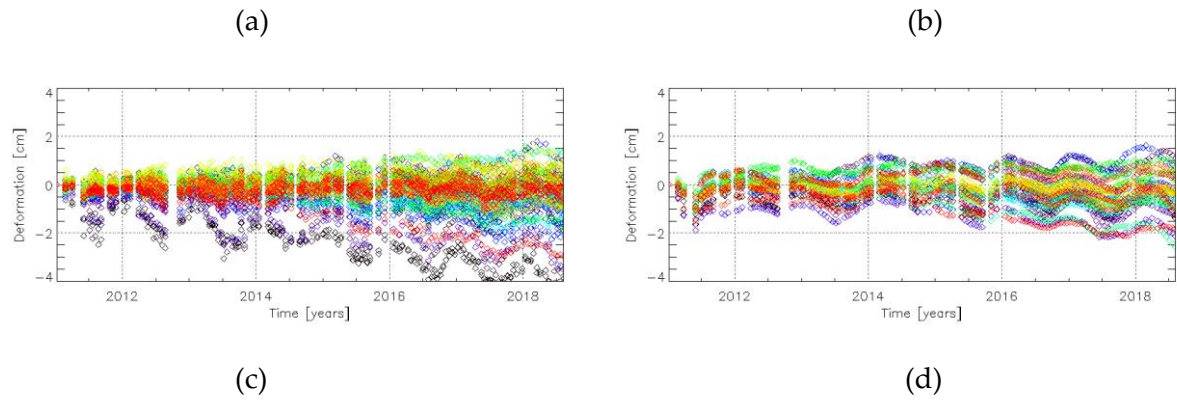 (a)
(b)
4
2
0
−2
−4
Deformation [cm]
2012
2014
2016
2018
Time [years]
4
2
0
−2
−4
Deformation [cm]
2012
2014
2016
2018
Time [years]
(c)
(d)